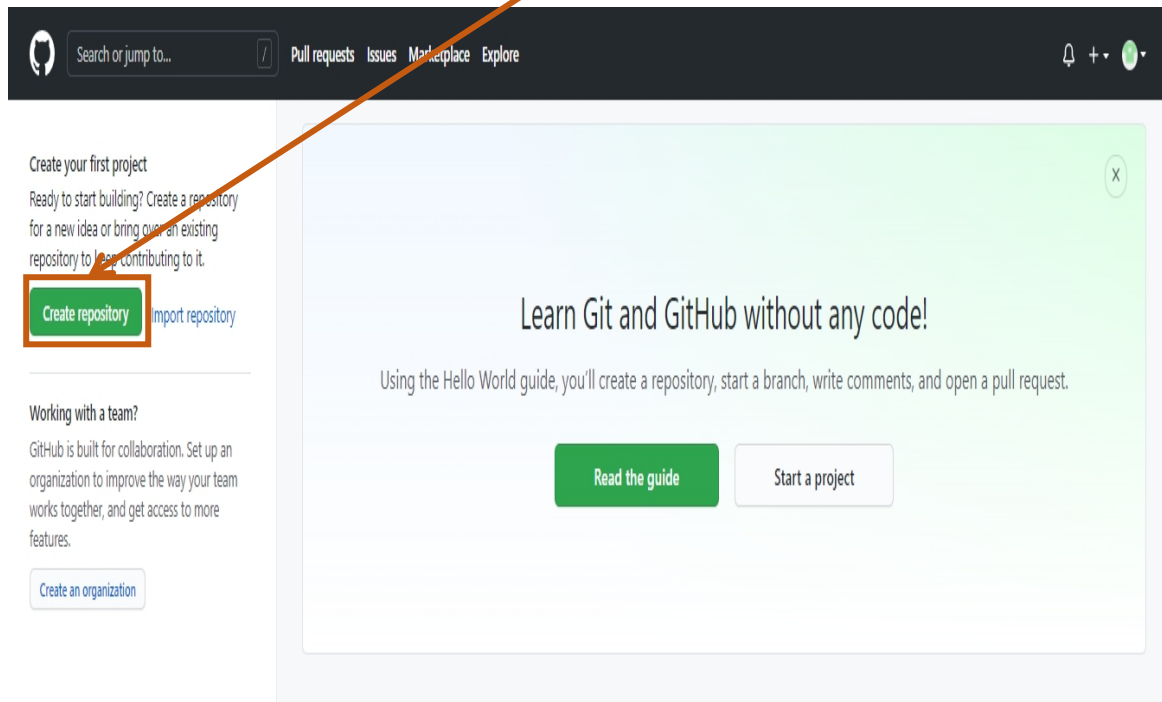 Search or jump to... /
Pull requests Issues Marketplace Explore
Create your first project
Ready to start building? Create a repository
for a new idea or bring over an existing
repository to keep contributing to it.
Create repository Import repository
Working with a team?
GitHub is built for collaboration. Set up an
organization to improve the way your team
works together, and get access to more
features.
Create an organization
X
Learn Git and GitHub without any code!
Using the Hello World guide, you'll create a repository, start a branch, write comments, and open a pull request.
Read the guide
Start a project